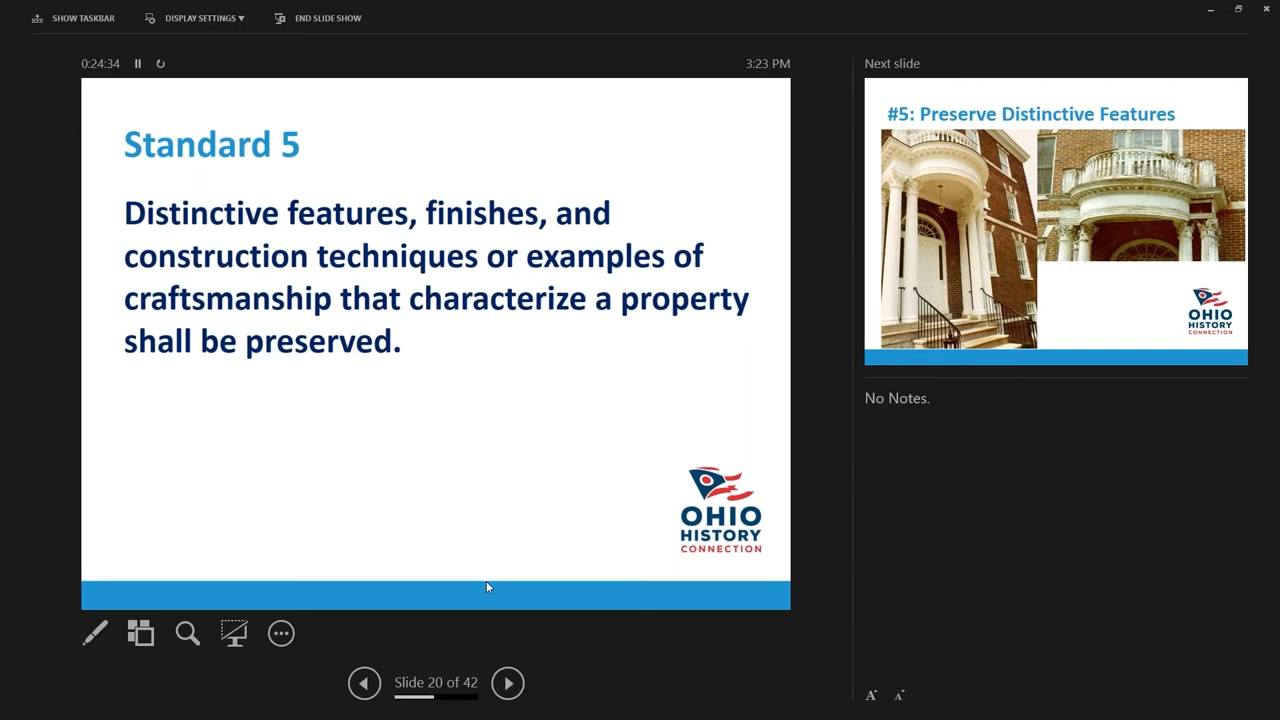 SHOW TASKBAR
DISPLAY SETTINGS ▼
END SLIDE SHOW
0:24:34
3:23 PM
Standard 5
Distinctive features, finishes, and
construction techniques or examples of
craftsmanship that characterize a property
shall be preserved.
OHIO
HISTORY
CONNECTION
Slide 20 of 42
Next slide
#5: Preserve Distinctive Features
OHIO
HISTORY
CONNECTION
No Notes.
A A